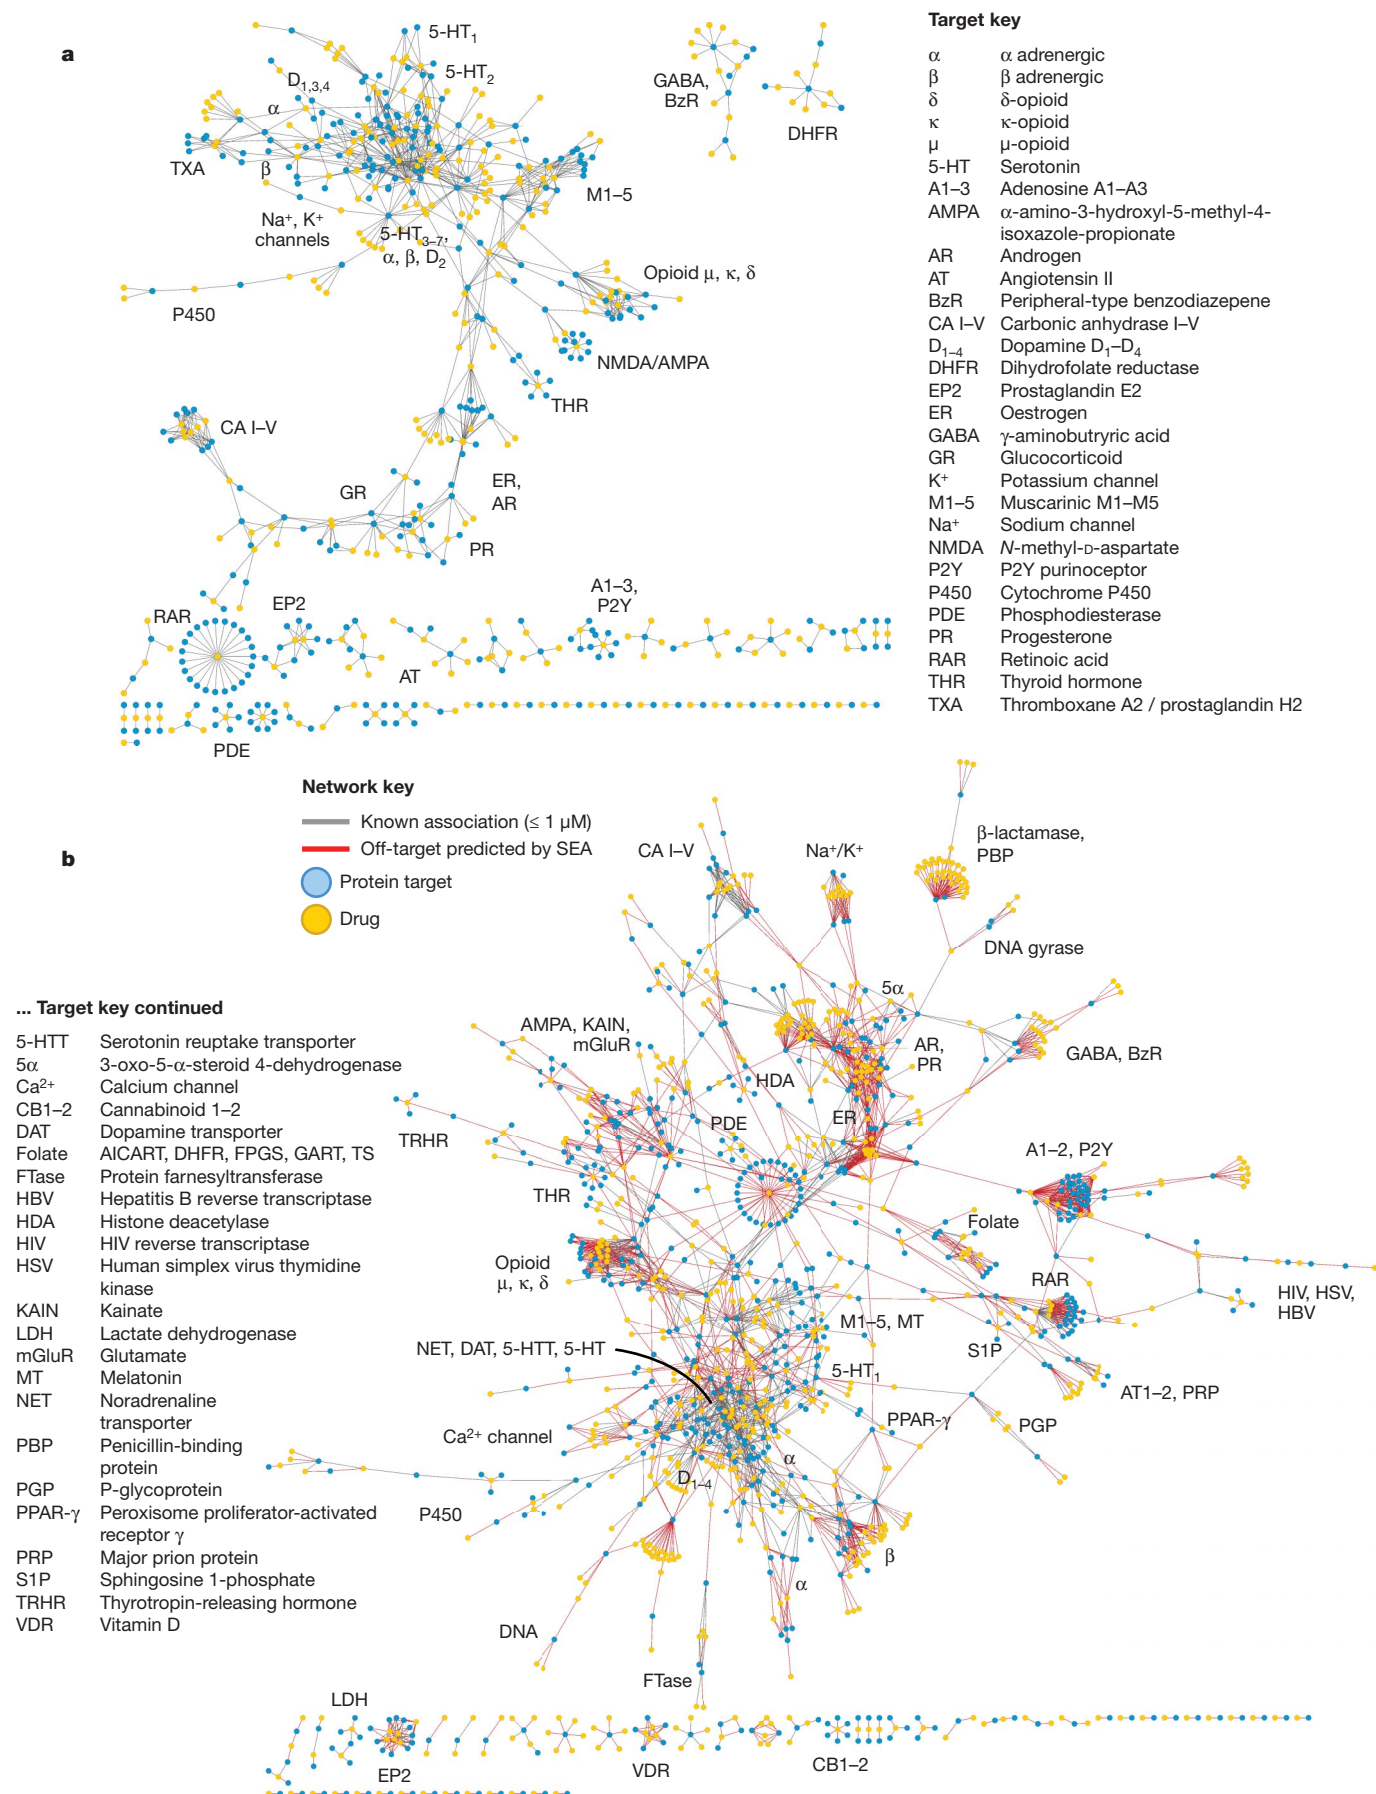 a
5-HT1
5-HT2
D1,3,4
α
TXA
β
M1–5
Na+, K+
channels
5-HT3–7,
α, β, D2
P450
Opioid μ, κ, δ
NMDA/AMPA
THR
CA I–V
GR
ER,
AR
PR
GABA,
BzR
DHFR
RAR
EP2
A1–3,
P2Y
AT
PDE
Target key
α α adrenergic
β β adrenergic
δ δ-opioid
κ κ-opioid
μ μ-opioid
5-HT Serotonin
A1–3 Adenosine A1–A3
AMPA α-amino-3-hydroxyl-5-methyl-4-
isoxazole-propionate
AR Androgen
AT Angiotensin II
BzR Peripheral-type benzodiazepene
CA I–V Carbonic anhydrase I–V
D1–4 Dopamine D1–D4
DHFR Dihydrofolate reductase
EP2 Prostaglandin E2
ER Oestrogen
GABA γ-aminobutryric acid
GR Glucocorticoid
K+ Potassium channel
M1–5 Muscarinic M1–M5
Na+ Sodium channel
NMDA N-methyl-D-aspartate
P2Y P2Y purinoceptor
P450 Cytochrome P450
PDE Phosphodiesterase
PR Progesterone
RAR Retinoic acid
THR Thyroid hormone
TXA Thromboxane A2 / prostaglandin H2
Network key
Known association (≤ 1 μM)
Off-target predicted by SEA
Protein target
Drug
b
... Target key continued
5-HTT Serotonin reuptake transporter
5α 3-oxo-5-α-steroid 4-dehydrogenase
Ca2+ Calcium channel
CB1–2 Cannabinoid 1–2
DAT Dopamine transporter
Folate AICART, DHFR, FPGS, GART, TS
FTase Protein farnesyltransferase
HBV Hepatitis B reverse transcriptase
HDA Histone deacetylase
HIV HIV reverse transcriptase
HSV Human simplex virus thymidine
kinase
KAIN Kainate
LDH Lactate dehydrogenase
mGluR Glutamate
MT Melatonin
NET Noradrenaline
transporter
PBP Penicillin-binding
protein
PGP P-glycoprotein
PPAR-γ Peroxisome proliferator-activated
receptor γ
PRP Major prion protein
S1P Sphingosine 1-phosphate
TRHR Thyrotropin-releasing hormone
VDR Vitamin D
CA I–V
Na+/K+
β-lactamase,
PBP
DNA gyrase
5α
AMPA, KAIN,
mGluR
AR,
PR
GABA, BzR
HDA
TRHR
PDE
ER
A1–2, P2Y
THR
Folate
Opioid
μ, κ, δ
RAR
HIV, HSV,
HBV
M1–5, MT
S1P
NET, DAT, 5-HTT, 5-HT
5-HT1
AT1–2, PRP
PPAR-γ
PGP
Ca2+ channel
α
D1–4
P450
β
α
DNA
FTase
LDH
EP2
VDR
CB1–2